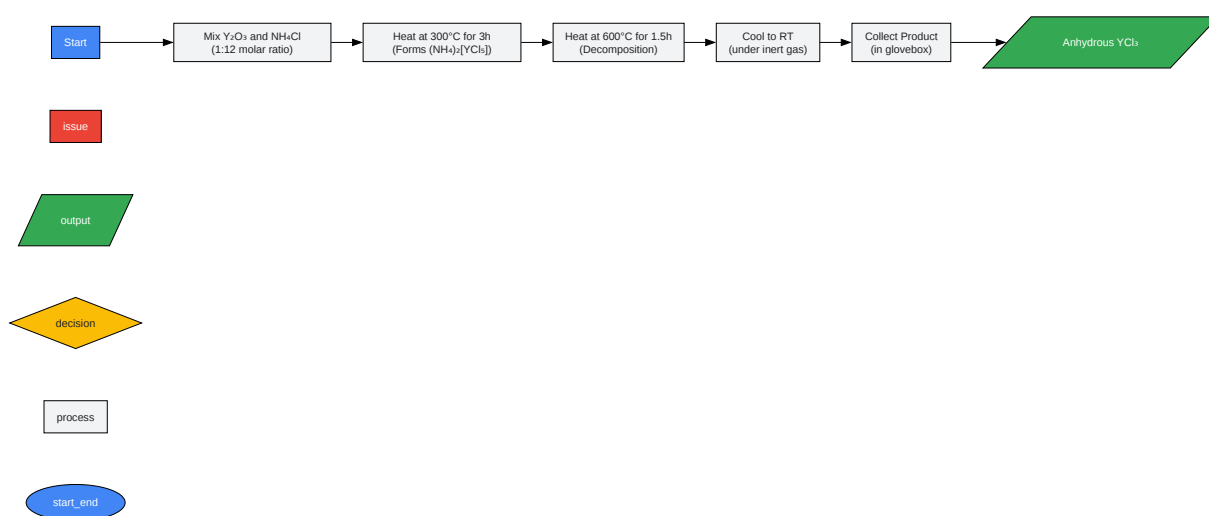 Start
Mix Y₂O₃ and NH₄Cl
(1:12 molar ratio)
Heat at 300°C for 3h
(Forms (NH₄)₂[YCl₅])
Heat at 600°C for 1.5h
(Decomposition)
Cool to RT
(under inert gas)
Collect Product
(in glovebox)
Anhydrous YCl₃
issue
output
decision
process
start_end